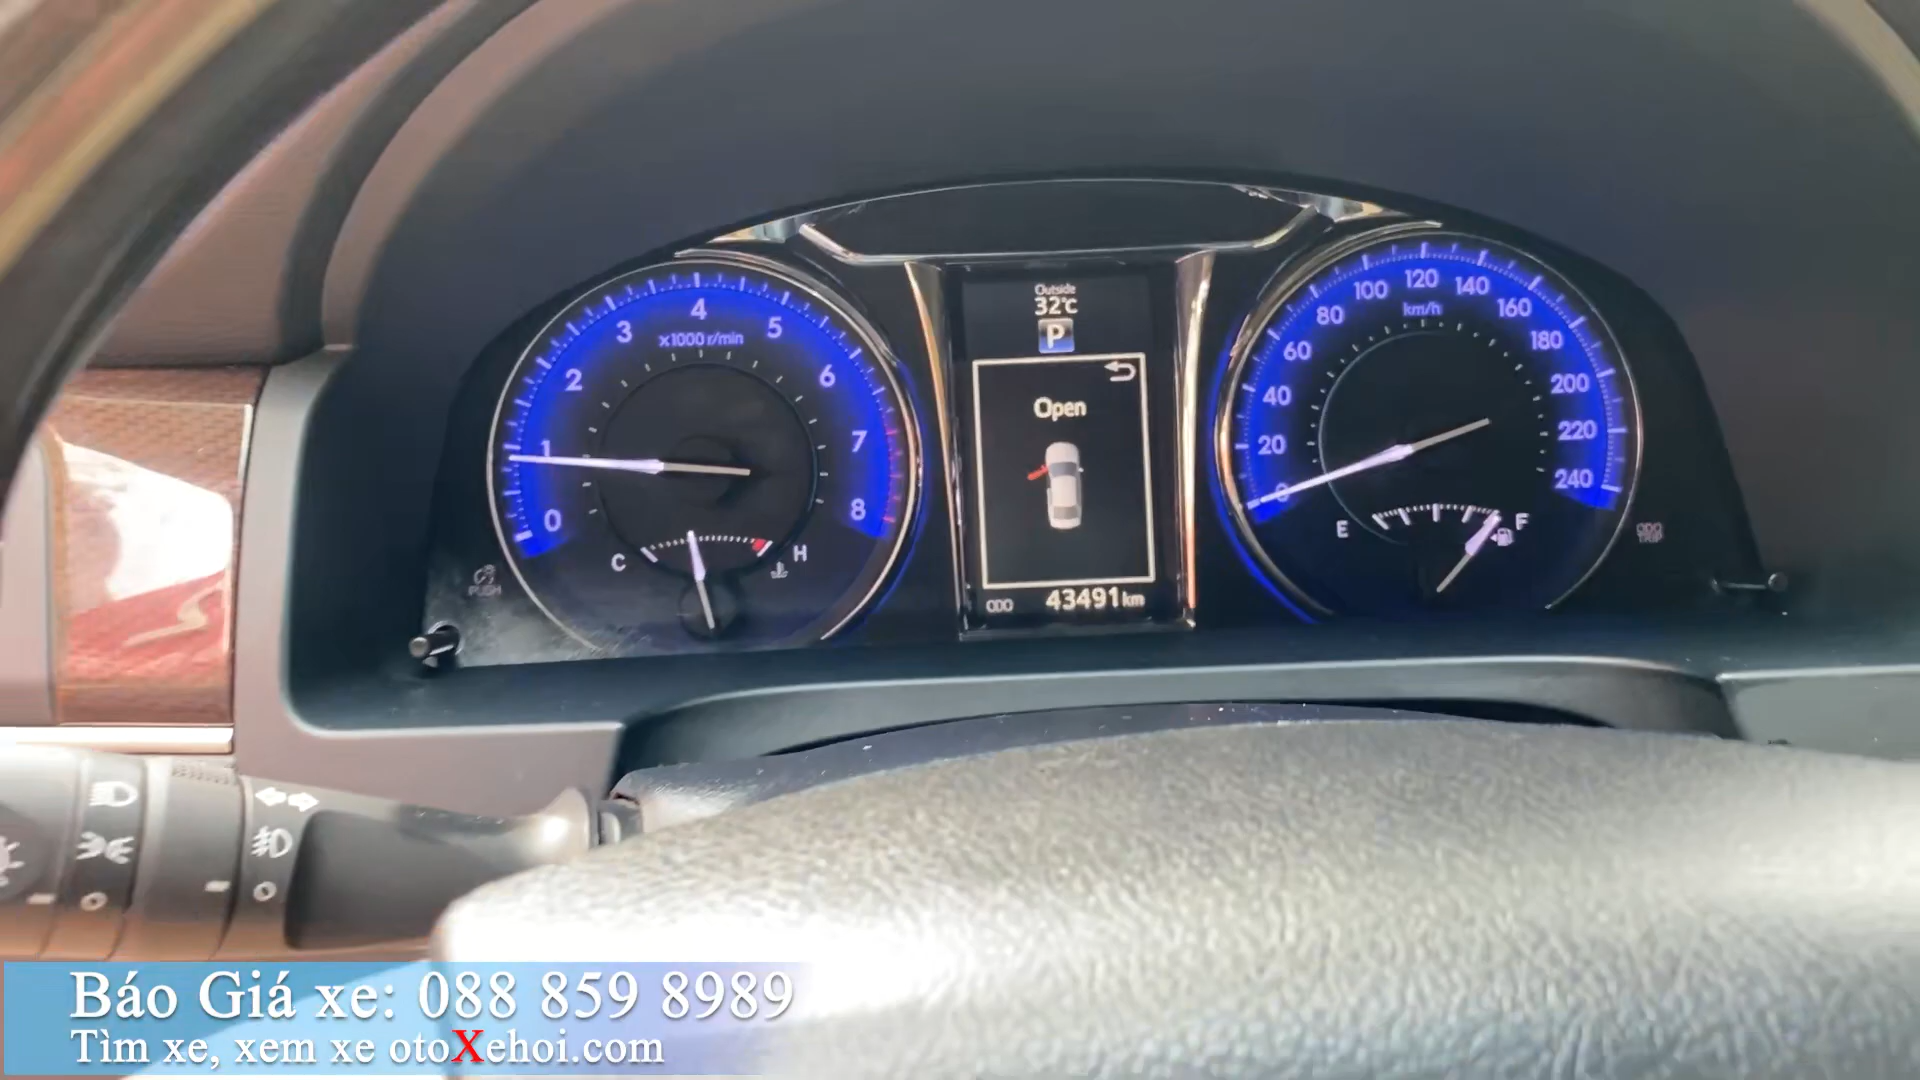 Outside
32°C
P
Open
ODO 43491 km
0 1 2 3 4 5 6 7 8
x1000 r/min
C H
0 20 40 60 80 100 120 140 160 180 200 220 240
km/h
E F
PUSH
ODO
TRIP
Báo Giá xe: 088 859 8989
Tìm xe, xem xe otoXehoi.com